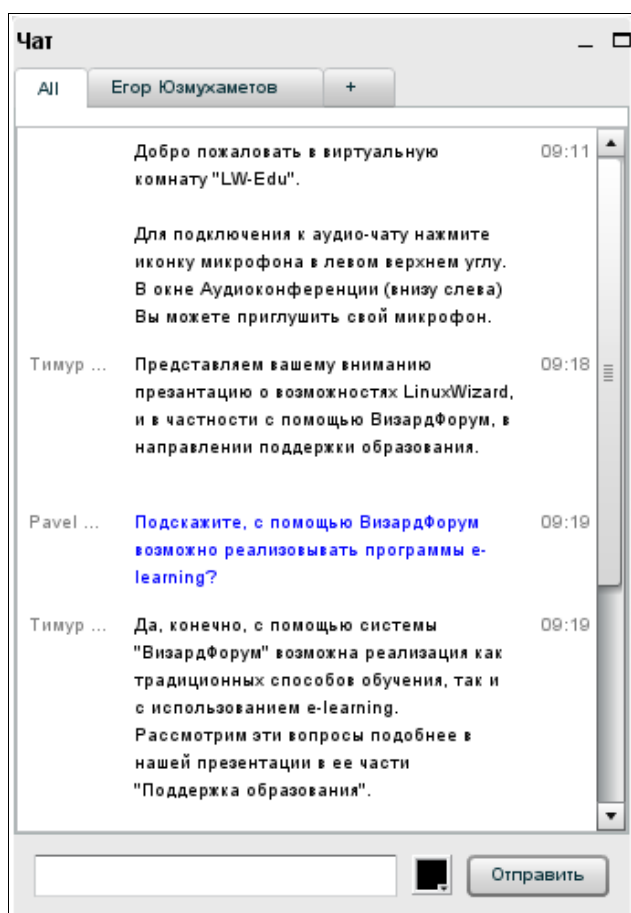 Чат
All Егор Юзмухаметов +
Добро пожаловать в виртуальную 09:11
комнату "LW-Edu".
Для подключения к аудио-чату нажмите
иконку микрофона в левом верхнем углу.
В окне Аудиоконференции (внизу слева)
Вы можете приглушить свой микрофон.
Тимур ... Представляем вашему вниманию 09:18
презантацию о возможностях LinuxWizard,
и в частности с помощью ВизардФорум, в
направлении поддержки образования.
Pavel ... Подскажите, с помощью ВизардФорум 09:19
возможно реализовывать программы e-
learning?
Тимур ... Да, конечно, с помощью системы 09:19
"ВизардФорум" возможна реализация как
традиционных способов обучения, так и
с использованием e-learning.
Рассмотрим эти вопросы подобнее в
нашей презентации в ее части
"Поддержка образования".
Отправить